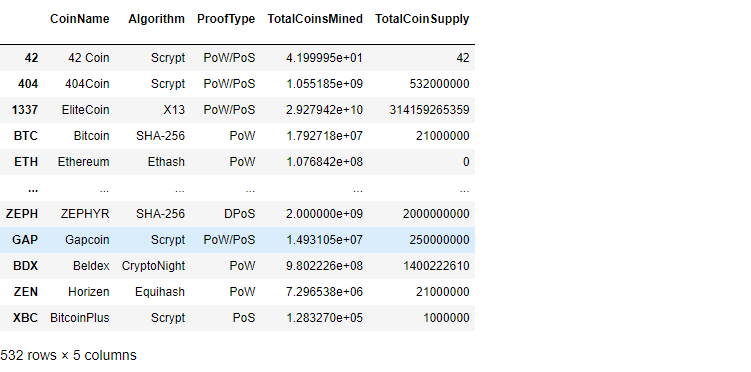 CoinName Algorithm ProofType TotalCoinsMined TotalCoinSupply
42 42 Coin Scrypt PoW/PoS 4.199995e+01 42
404 404Coin Scrypt PoW/PoS 1.055185e+09 532000000
1337 EliteCoin X13 PoW/PoS 2.927942e+10 314159265359
BTC Bitcoin SHA-256 PoW 1.792718e+07 21000000
ETH Ethereum Ethash PoW 1.076842e+08 0
... ... ... ... ... ...
ZEPH ZEPHYR SHA-256 DPoS 2.000000e+09 2000000000
GAP Gapcoin Scrypt PoW/PoS 1.493105e+07 250000000
BDX Beldex CryptoNight PoW 9.802226e+08 1400222610
ZEN Horizen Equihash PoW 7.296538e+06 21000000
XBC BitcoinPlus Scrypt PoS 1.283270e+05 1000000
532 rows × 5 columns